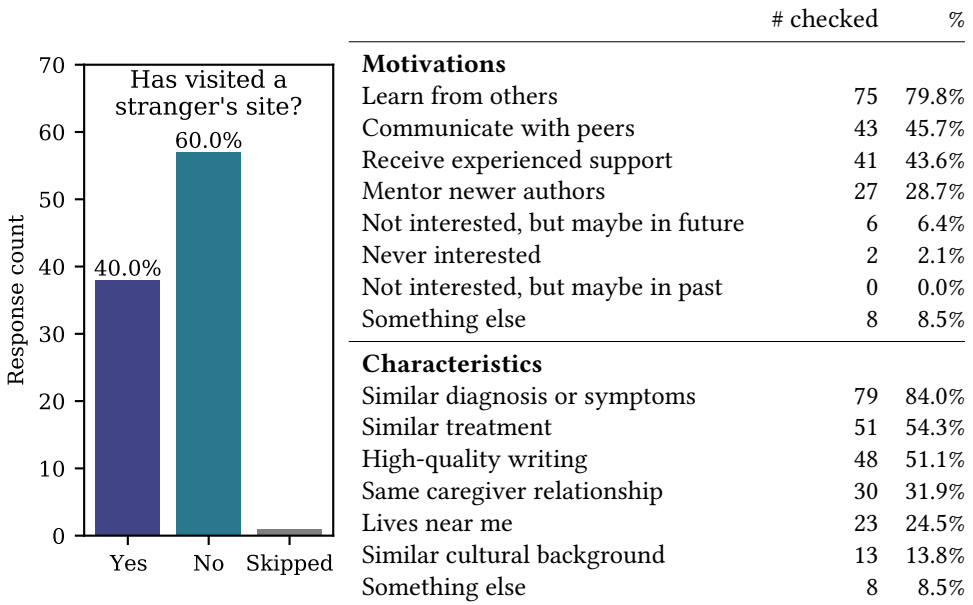 Has visited a
stranger's site?
Response count
70
60
50
40
30
20
10
0
40.0%
60.0%
Yes No Skipped
# checked %
Motivations
Learn from others 75 79.8%
Communicate with peers 43 45.7%
Receive experienced support 41 43.6%
Mentor newer authors 27 28.7%
Not interested, but maybe in future 6 6.4%
Never interested 2 2.1%
Not interested, but maybe in past 0 0.0%
Something else 8 8.5%
Characteristics
Similar diagnosis or symptoms 79 84.0%
Similar treatment 51 54.3%
High-quality writing 48 51.1%
Same caregiver relationship 30 31.9%
Lives near me 23 24.5%
Similar cultural background 13 13.8%
Something else 8 8.5%